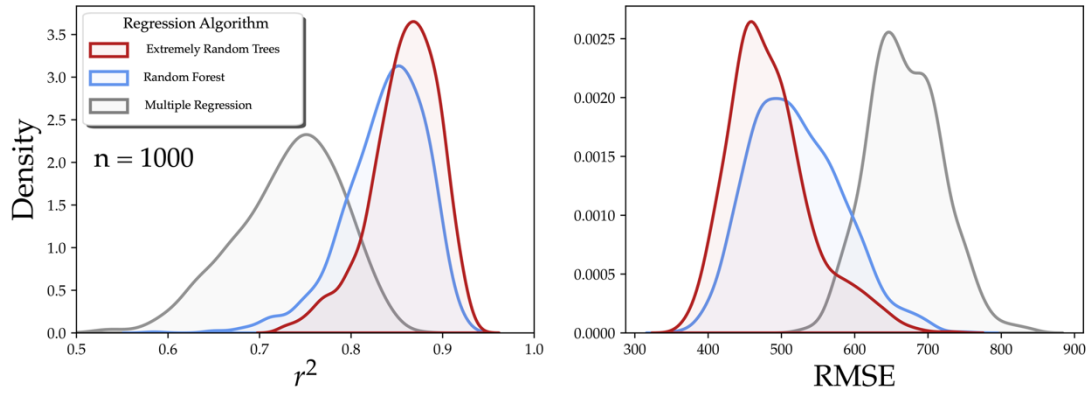 Regression Algorithm
Extremely Random Trees
Random Forest
Multiple Regression
n = 1000
Density
3.5
3.0
2.5
2.0
1.5
1.0
0.5
0.0
0.5 0.6 0.7 0.8 0.9 1.0
r²
0.0025
0.0020
0.0015
0.0010
0.0005
0.0000
300 400 500 600 700 800 900
RMSE